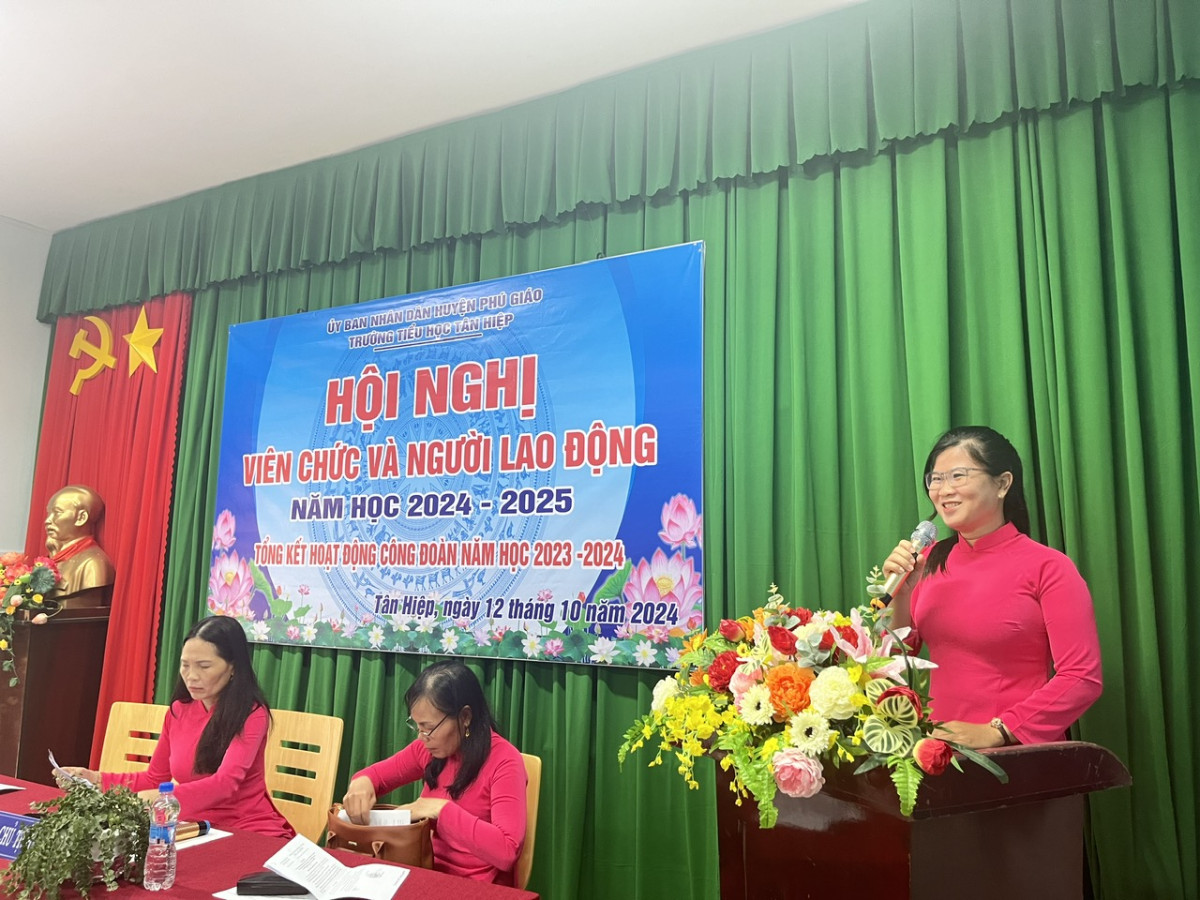 ỦY BAN NHÂN DÂN HUYỆN PHÚ GIÁO
TRƯỜNG TIỂU HỌC TÂN HIỆP
HỘI NGHỊ
VIÊN CHỨC VÀ NGƯỜI LAO ĐỘNG
NĂM HỌC 2024 - 2025
TỔNG KẾT HOẠT ĐỘNG CÔNG ĐOÀN NĂM HỌC 2023 -2024
Tân Hiệp, ngày 12 tháng 10 năm 2024
CHỦ